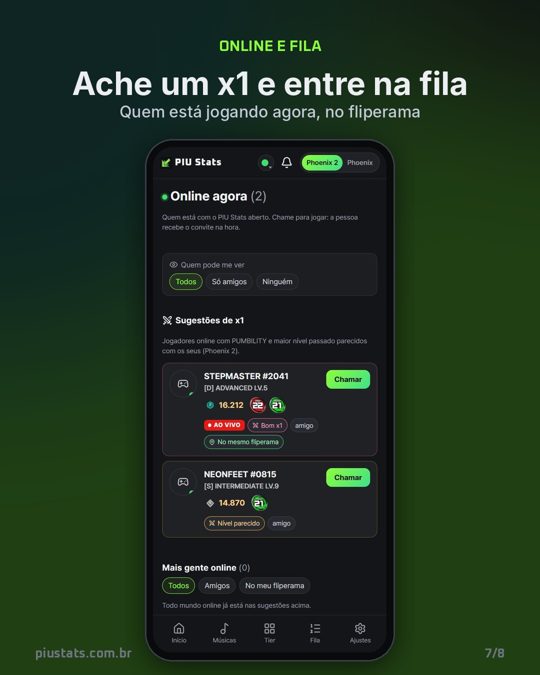 ONLINE E FILA
Ache um x1 e entre na fila
Quem está jogando agora, no fliperama
PIU Stats
Phoenix 2 Phoenix
Online agora (2)
Quem está com o PIU Stats aberto. Chame para jogar: a pessoa
recebe o convite na hora.
Quem pode me ver
Todos Só amigos Ninguém
Sugestões de x1
Jogadores online com PUMBILITY e maior nível passado parecidos
com os seus (Phoenix 2).
STEPMASTER #2041
Chamar
[D] ADVANCED LV.5
16.212 22 21
AO VIVO Bom x1 amigo
No mesmo fliperama
NEONFEET #0815
Chamar
[S] INTERMEDIATE LV.9
14.870 21
Nível parecido amigo
Mais gente online (0)
Todos Amigos No meu fliperama
Todo mundo online já está nas sugestões acima.
Início Músicas Tier Fila Ajustes
piustats.com.br
7/8